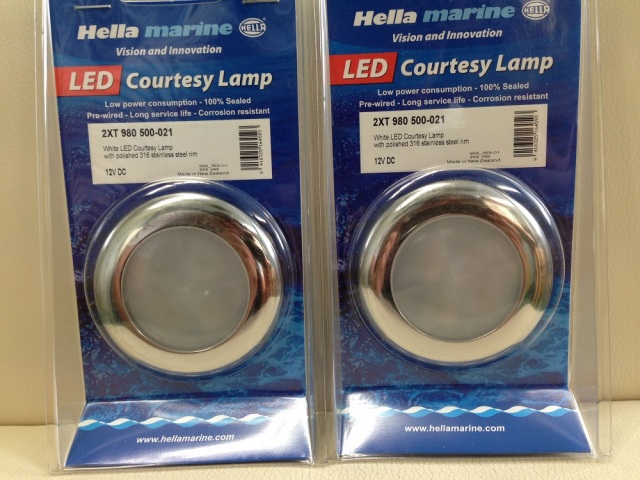 Hella marine HELLA
Vision and Innovation
LED Courtesy Lamp
Low power consumption - 100% Sealed
Pre-wired - Long service life - Corrosion resistant
2XT 980 500-021
White LED Courtesy Lamp
with polished 316 stainless steel rim
12V DC
Made in New Zealand
www.hellamarine.com
Hella marine HELLA
Vision and Innovation
LED Courtesy Lamp
Low power consumption - 100% Sealed
Pre-wired - Long service life - Corrosion resistant
2XT 980 500-021
White LED Courtesy Lamp
with polished 316 stainless steel rim
12V DC
Made in New Zealand
www.hellamarine.com